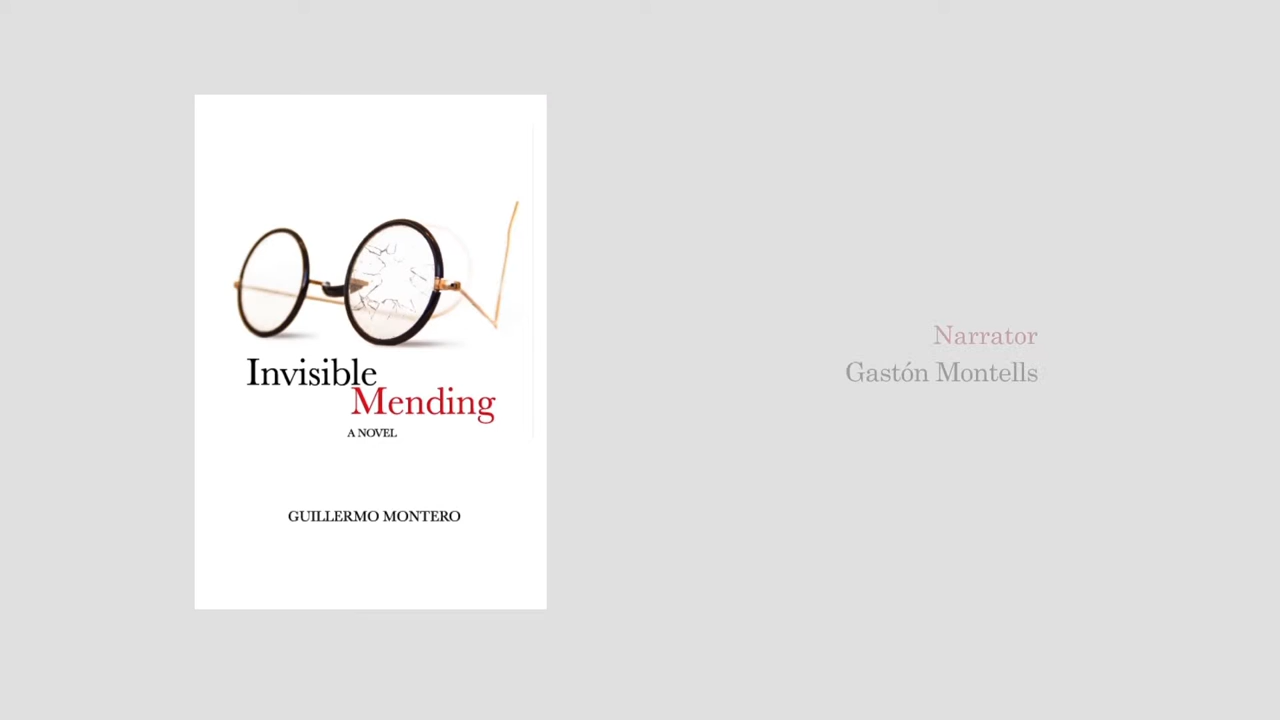 Invisible
Mending
A NOVEL
GUILLERMO MONTERO
Narrator
Gastón Montells